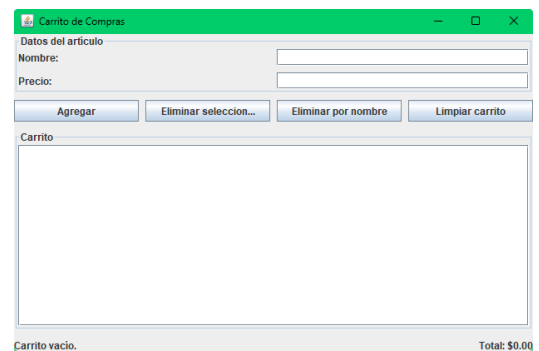 Carrito de Compras
Datos del articulo
Nombre:
Precio:
Agregar Eliminar seleccion... Eliminar por nombre Limpiar carrito
Carrito
Carrito vacio. Total: $0.00